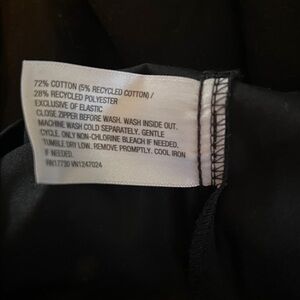 72% COTTON (5% RECYCLED COTTON) /
28% RECYCLED POLYESTER
EXCLUSIVE OF ELASTIC
CLOSE ZIPPER BEFORE WASH. WASH INSIDE OUT.
MACHINE WASH COLD SEPARATELY. GENTLE
CYCLE. ONLY NON-CHLORINE BLEACH IF NEEDED.
TUMBLE DRY LOW. REMOVE PROMPTLY. COOL IRON
IF NEEDED.
RN17730 VN1247024